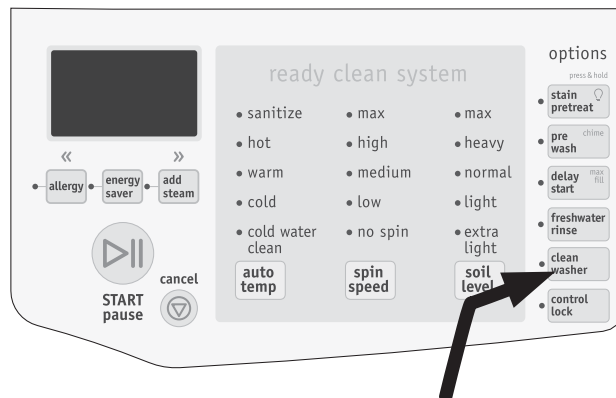 options
press & hold
ready clean system
sanitize
hot
warm
cold
cold water
clean
auto
temp
max
high
medium
low
no spin
spin
speed
max
heavy
normal
light
extra
light
soil
level
stain
pretreat
pre
wash
chime
delay
start
max
fill
freshwater
rinse
clean
washer
control
lock
«
»
allergy
energy
saver
add
steam
START
pause
cancel